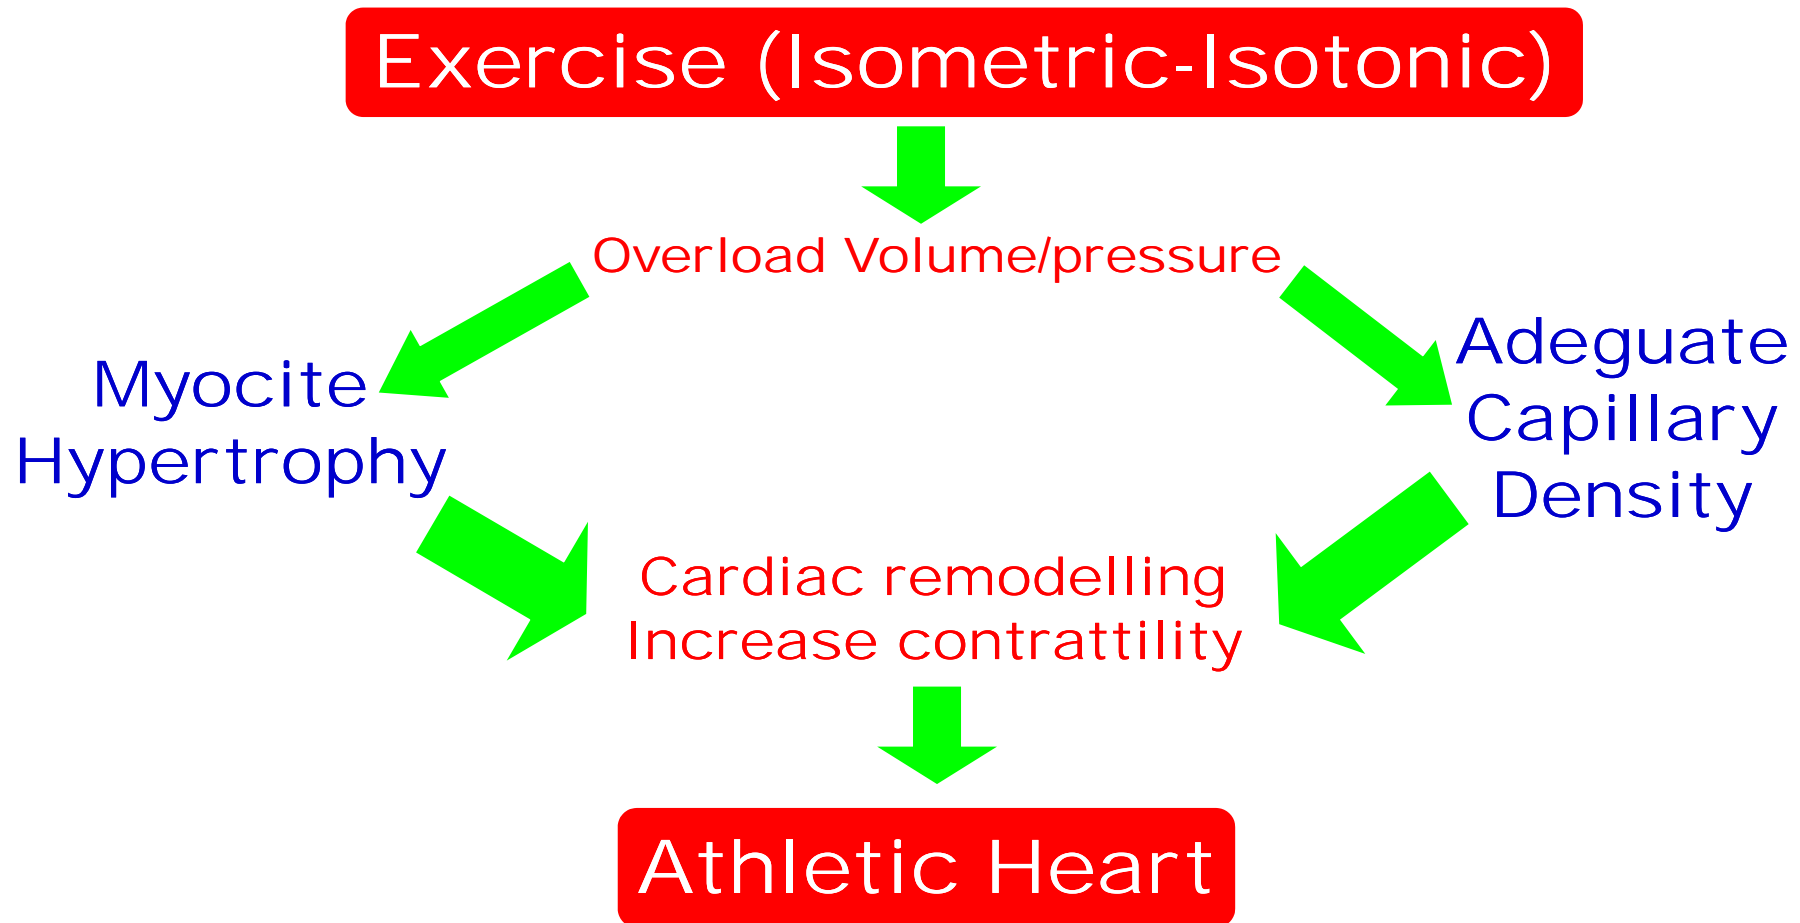 Exercise (Isometric-Isotonic)
Overload Volume/pressure
Myocite
Hypertrophy
Adeguate
Capillary
Density
Cardiac remodelling
Increase contrattility
Athletic Heart